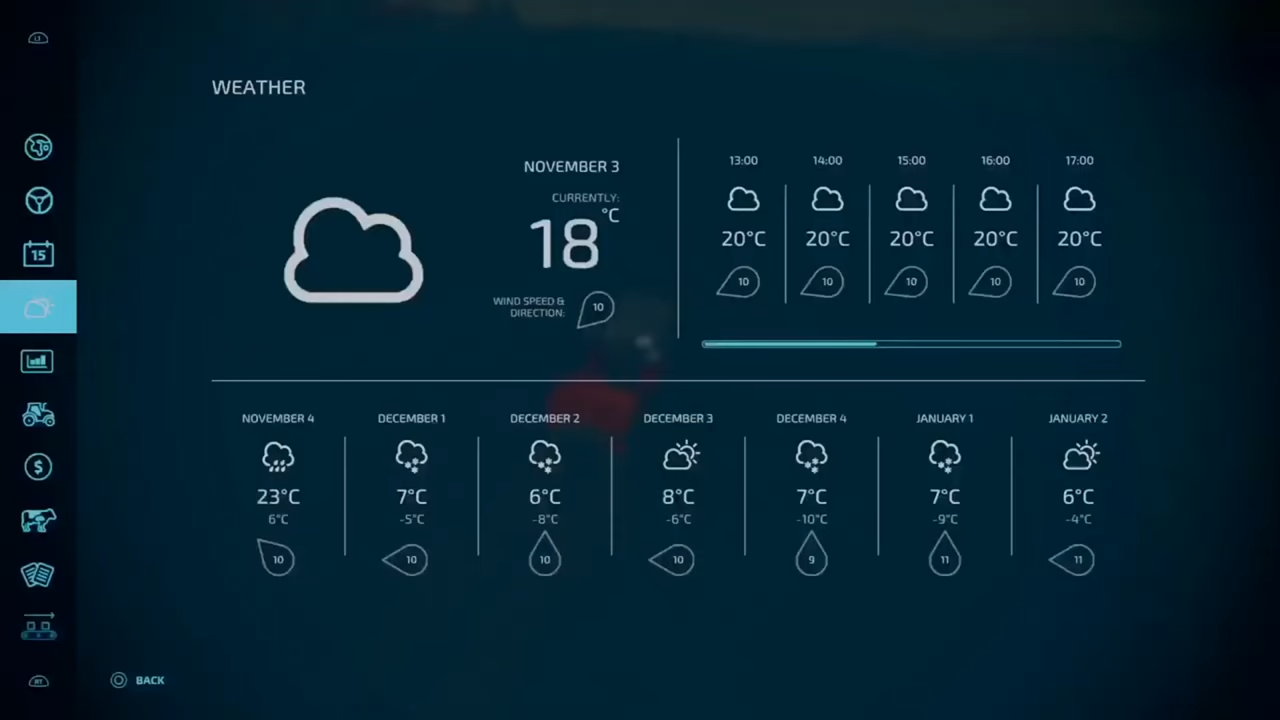 LT
WEATHER
NOVEMBER 3
CURRENTLY:
18 °C
WIND SPEED &
DIRECTION:
10
13:00 14:00 15:00 16:00 17:00
20°C 20°C 20°C 20°C 20°C
10 10 10 10 10
15
$
NOVEMBER 4 DECEMBER 1 DECEMBER 2 DECEMBER 3 DECEMBER 4 JANUARY 1 JANUARY 2
23°C 7°C 6°C 8°C 7°C 7°C 6°C
6°C -5°C -8°C -6°C -10°C -9°C -4°C
10 10 10 10 9 11 11
RT
BACK